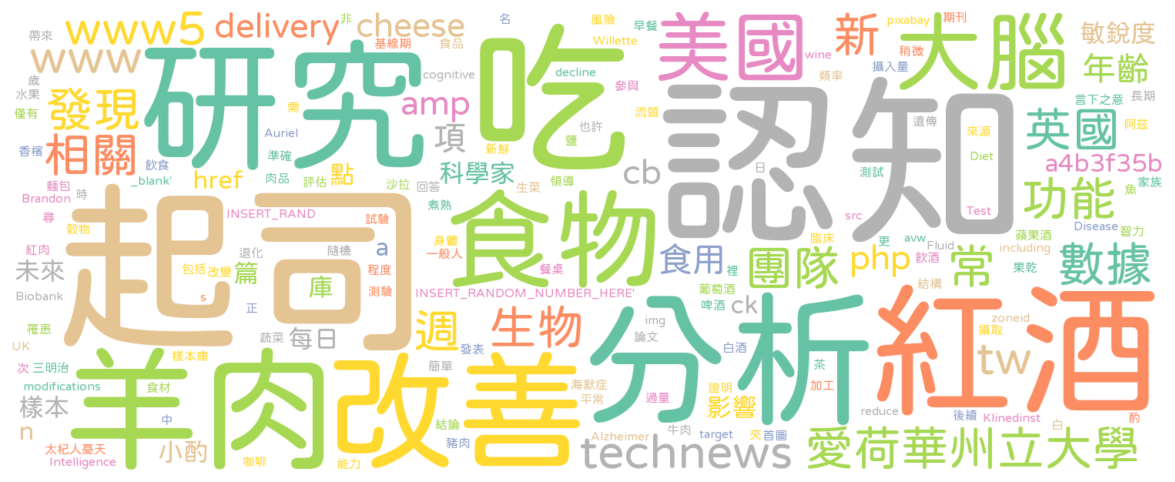 帶來 www5 delivery 基線期 非 cheese 食品 名 風險 Willette 早餐 美國 wine 新 pixabay 期刊 稍微 大腦 敏銳度
歲 www 研究 cognitive 吃 decline 參與 頻率 攝入量 年齡
水果 僅有 發現 Auriel amp 需 項 新鮮 也許 鹽 流質 認知 遺傳 言下之意 長期 來源 英國 阿茲
香檳 相關 飲食 準確 科學家 領導 cb 日 測試 Diet a4b3f35b
麵包 Brandon _blank' 肉品 評估 href 點 沙拉 回答 生菜 魚 家族
尋 時 起司 INSERT_RAND 試驗 煮熟 食物 身體 src Test 功能
穀物 紅肉 退化 隨機 a 一般人 餐桌 食用 裡 臨床 更 avw Fluid 飲酒 蘋果酒 Disease 智力
未來 包括 改變 篇 程度 測驗 團隊 php 常 including 果乾 數據
Biobank s 庫 INSERT_RANDOM_NUMBER_HERE' 葡萄酒 啤酒 ck 結構
罹患 正 每日 週 生物 分析 紅酒 zoneid 攝取
UK 蔬菜 樣本庫 發表 img 論文 白酒 tw
次 三明治 羊肉 改善 簡單 茶
modifications 食材 海默症 平常 過量 證明 加工
樣本 中 結論 影響 reduce 後續 Klinedinst 白 酌
n 小酌 豬肉 Alzheimer 牛肉 target 夾 首圖 愛荷華州立大學
太杞人憂天 Intelligence 咖啡 能力 technews